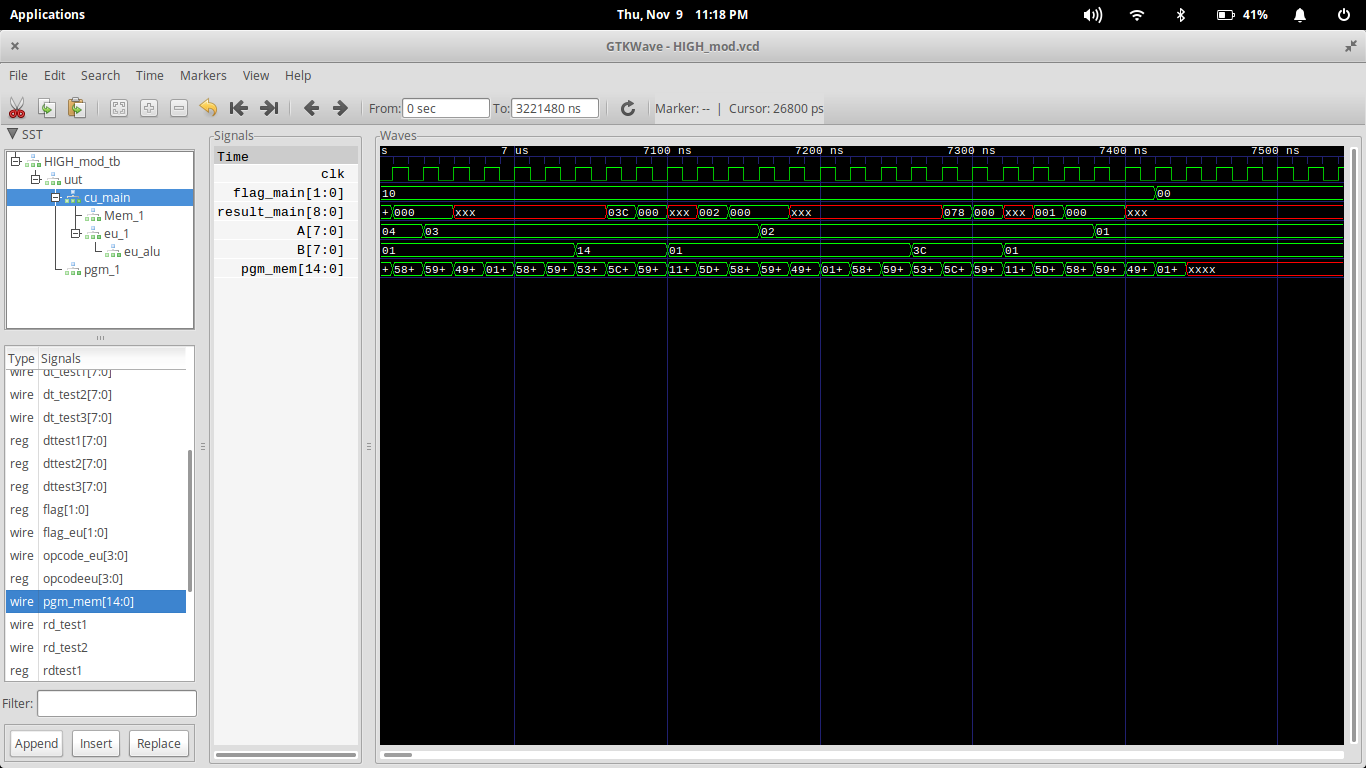 Applications
Thu, Nov 9 11:18 PM
41%
GTKWave - HIGH_mod.vcd
File Edit Search Time Markers View Help
From: 0 sec To: 3221480 ns Marker: -- | Cursor: 26800 ps
SST
HIGH_mod_tb
uut
cu_main
Mem_1
eu_1
eu_alu
pgm_1
Type Signals
wire dt_test1[7:0]
wire dt_test2[7:0]
wire dt_test3[7:0]
reg dttest1[7:0]
reg dttest2[7:0]
reg dttest3[7:0]
reg flag[1:0]
wire flag_eu[1:0]
wire opcode_eu[3:0]
reg opcodeeu[3:0]
wire pgm_mem[14:0]
wire rd_test1
wire rd_test2
reg rdtest1
Filter:
Append Insert Replace
Signals
Time
clk
flag_main[1:0]
result_main[8:0]
A[7:0]
B[7:0]
pgm_mem[14:0]
Waves
s 7 us 7100 ns 7200 ns 7300 ns 7400 ns 7500 ns
10 00
+ 000 xxx 03C 000 xxx 002 000 xxx 078 000 xxx 001 000 xxx
04 03 02 01
01 14 01 3C 01
+ 58+ 59+ 49+ 01+ 58+ 59+ 53+ 5C+ 59+ 11+ 5D+ 58+ 59+ 49+ 01+ 58+ 59+ 53+ 5C+ 59+ 11+ 5D+ 58+ 59+ 49+ 01+ xxxx